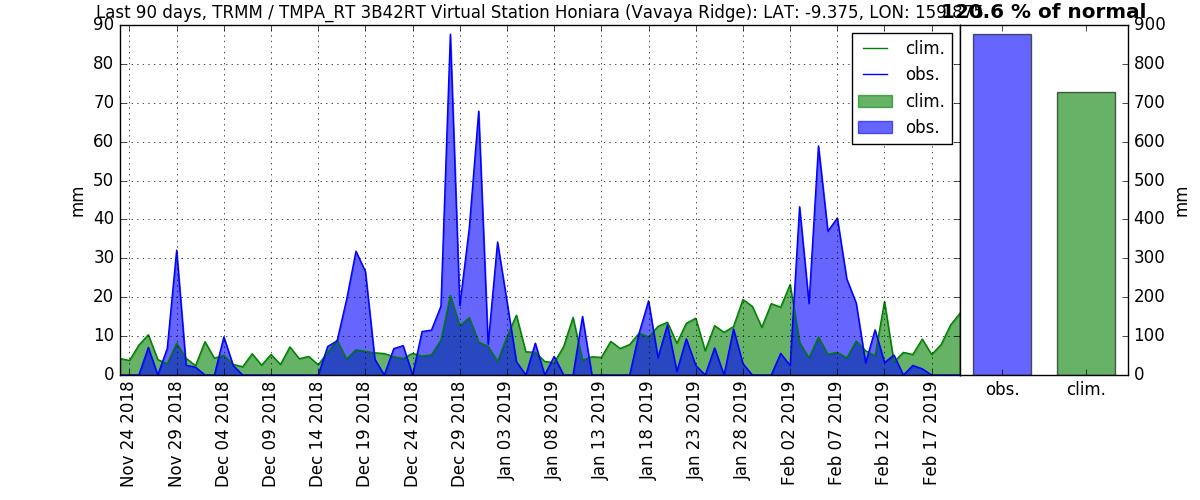 Last 90 days, TRMM / TMPA_RT 3B42RT Virtual Station Honiara (Vavaya Ridge): LAT: -9.375, LON:
120.6 % of normal
90
80
70
60
50
40
30
20
10
0
mm
clim.
obs.
clim.
obs.
Nov 24 2018
Nov 29 2018
Dec 04 2018
Dec 09 2018
Dec 14 2018
Dec 19 2018
Dec 24 2018
Dec 29 2018
Jan 03 2019
Jan 08 2019
Jan 13 2019
Jan 18 2019
Jan 23 2019
Jan 28 2019
Feb 02 2019
Feb 07 2019
Feb 12 2019
Feb 17 2019
900
800
700
600
500
400
300
200
100
0
mm
obs.
clim.